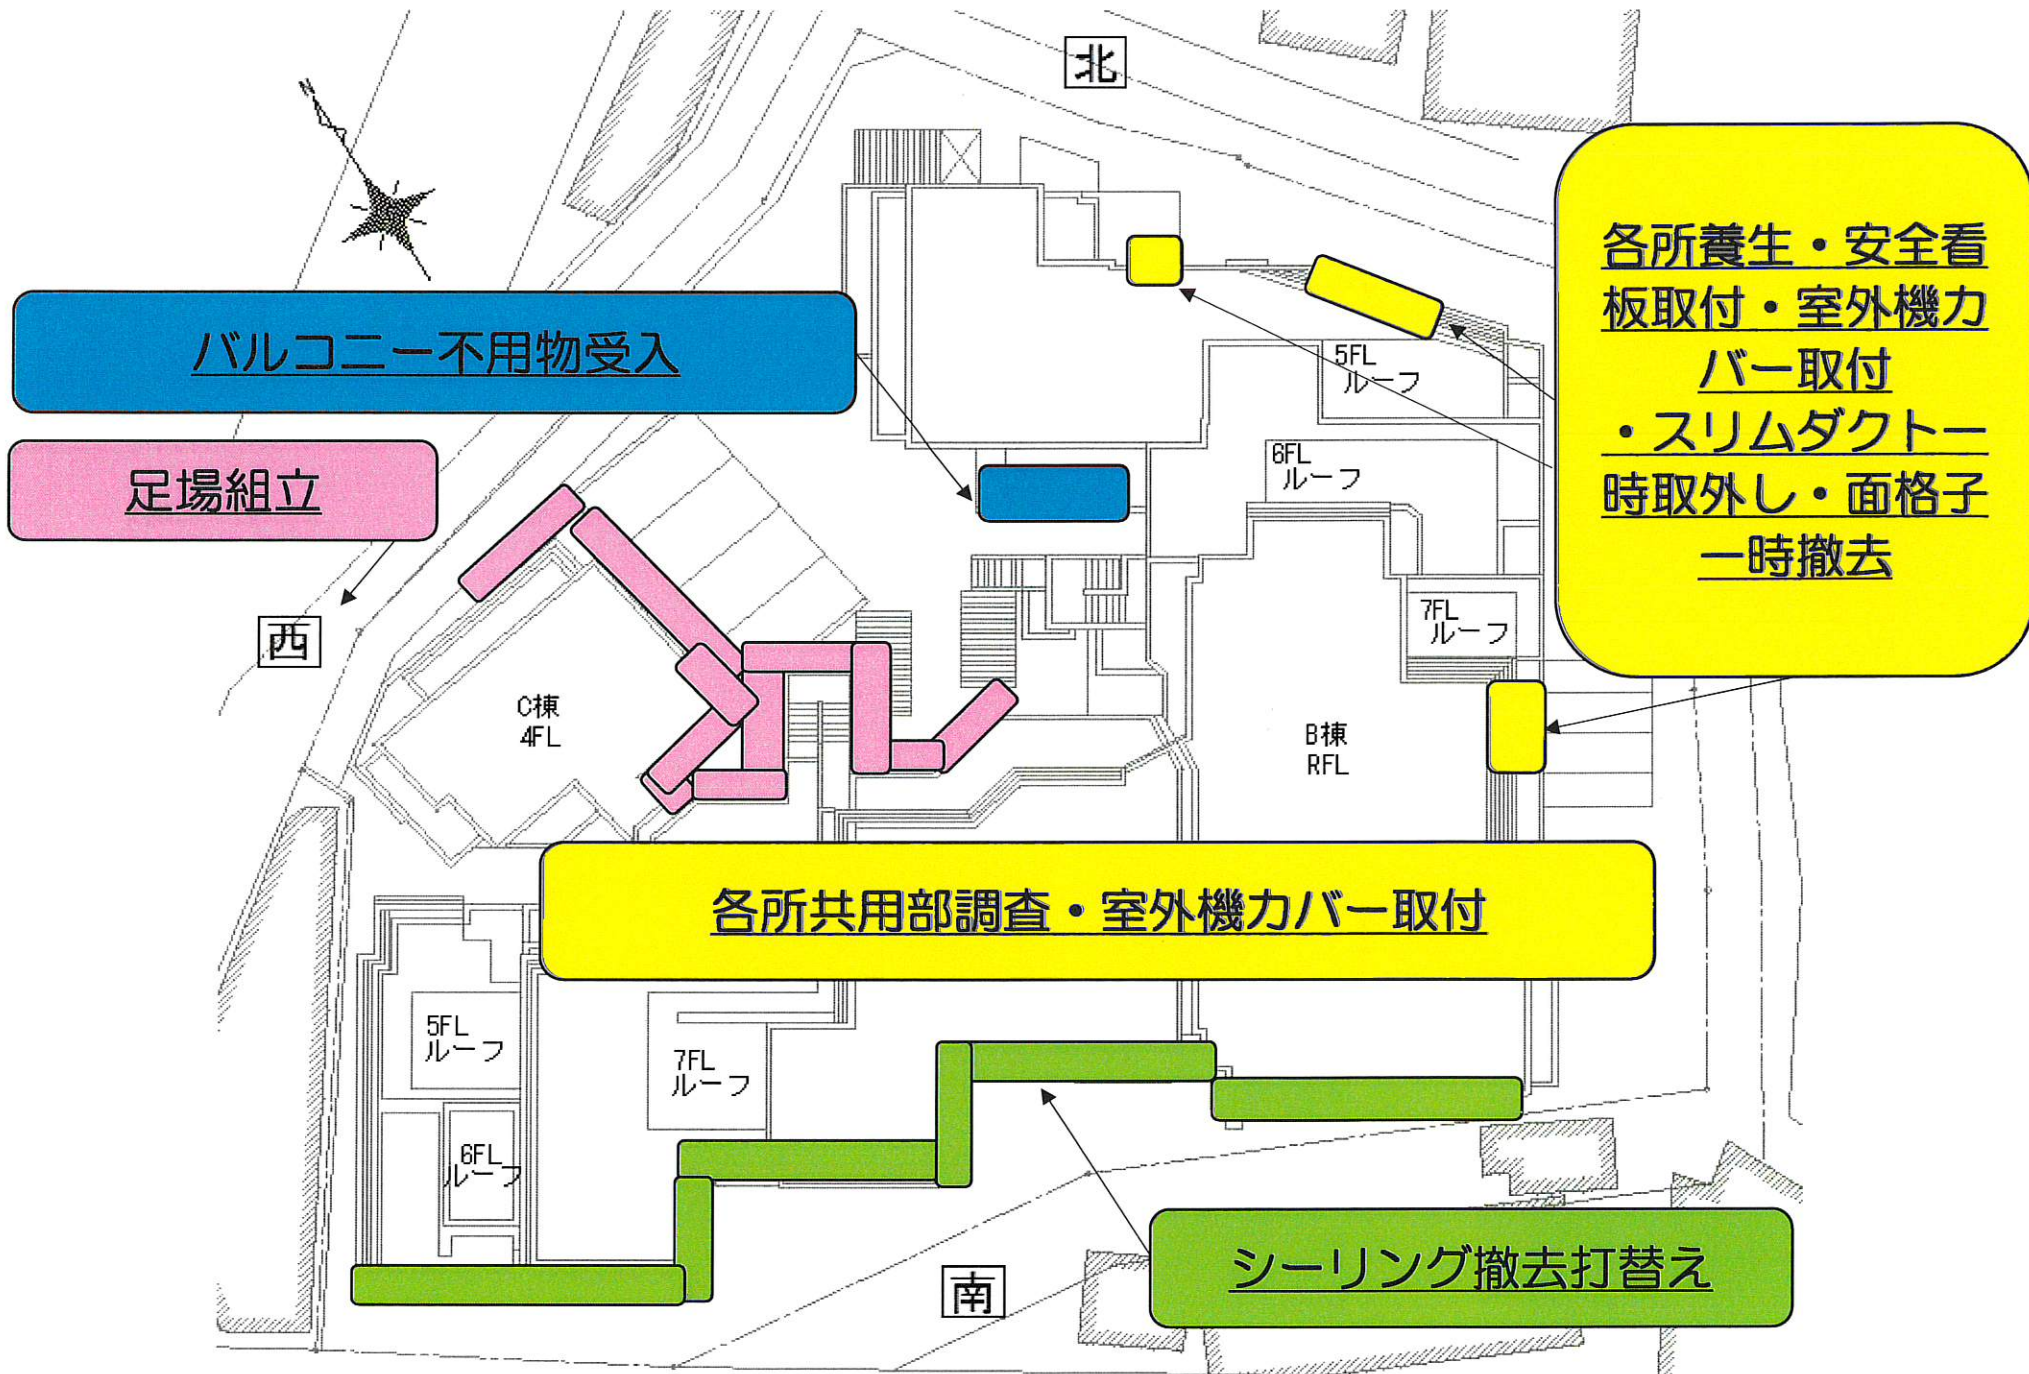 北
N
各所養生・安全看
板取付・室外機カ
バー取付
・スリムダクト一
時取外し・面格子
一時撤去
バルコニー不用物受入
足場組立
西
5FL
ルーフ
6FL
ルーフ
7FL
ルーフ
C棟
4FL
B棟
RFL
各所共用部調査・室外機カバー取付
5FL
ルーフ
7FL
ルーフ
6FL
ルーフ
シーリング撤去打替え
南